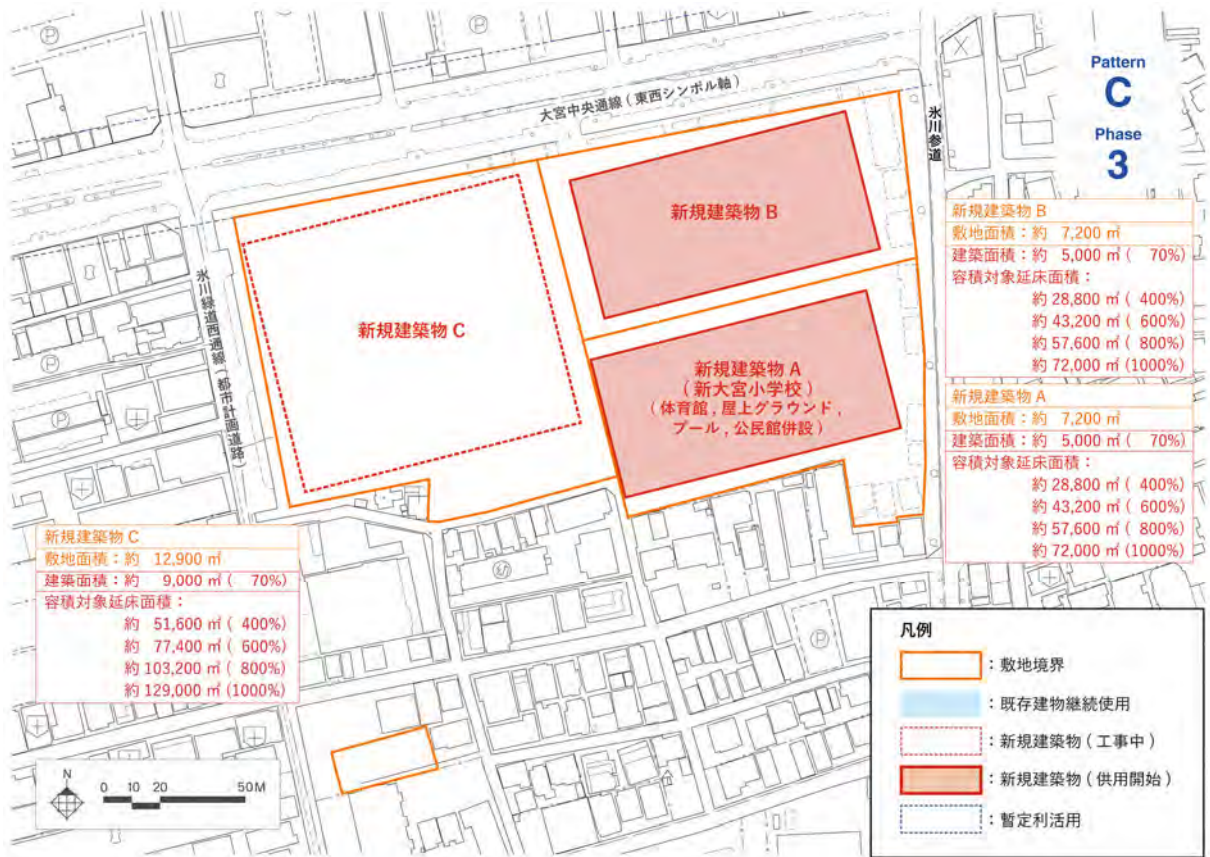 Pattern
C
Phase
3
大宮中央通線(東西シンボル軸)
氷川参道
氷川緑道西通線(都市計画道路)
新規建築物 B
新規建築物 C
新規建築物 A
(新大宮小学校)
(体育館,屋上グラウンド,
プール,公民館併設)
新規建築物 B
敷地面積:約 7,200 ㎡
建築面積:約 5,000 ㎡( 70%)
容積対象延床面積:
約 28,800 ㎡( 400%)
約 43,200 ㎡( 600%)
約 57,600 ㎡( 800%)
約 72,000 ㎡(1000%)
新規建築物 A
敷地面積:約 7,200 ㎡
建築面積:約 5,000 ㎡( 70%)
容積対象延床面積:
約 28,800 ㎡( 400%)
約 43,200 ㎡( 600%)
約 57,600 ㎡( 800%)
約 72,000 ㎡(1000%)
新規建築物 C
敷地面積:約 12,900 ㎡
建築面積:約 9,000 ㎡( 70%)
容積対象延床面積:
約 51,600 ㎡( 400%)
約 77,400 ㎡( 600%)
約 103,200 ㎡( 800%)
約 129,000 ㎡(1000%)
凡例
:敷地境界
:既存建物継続使用
:新規建築物(工事中)
:新規建築物(供用開始)
:暫定利活用
N
0 10 20 50M
P
P
P
P
P